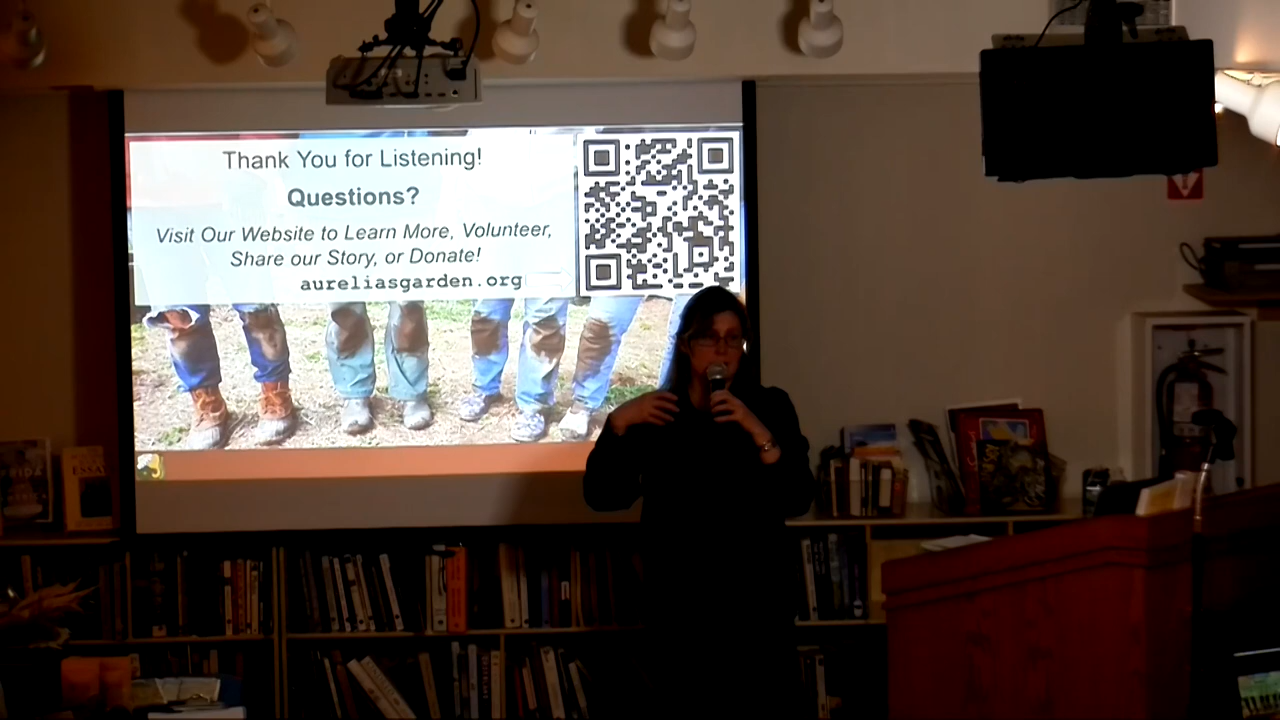 Thank You for Listening!
Questions?
Visit Our Website to Learn More, Volunteer,
Share our Story, or Donate!
aureliasgarden.org
ESSAY